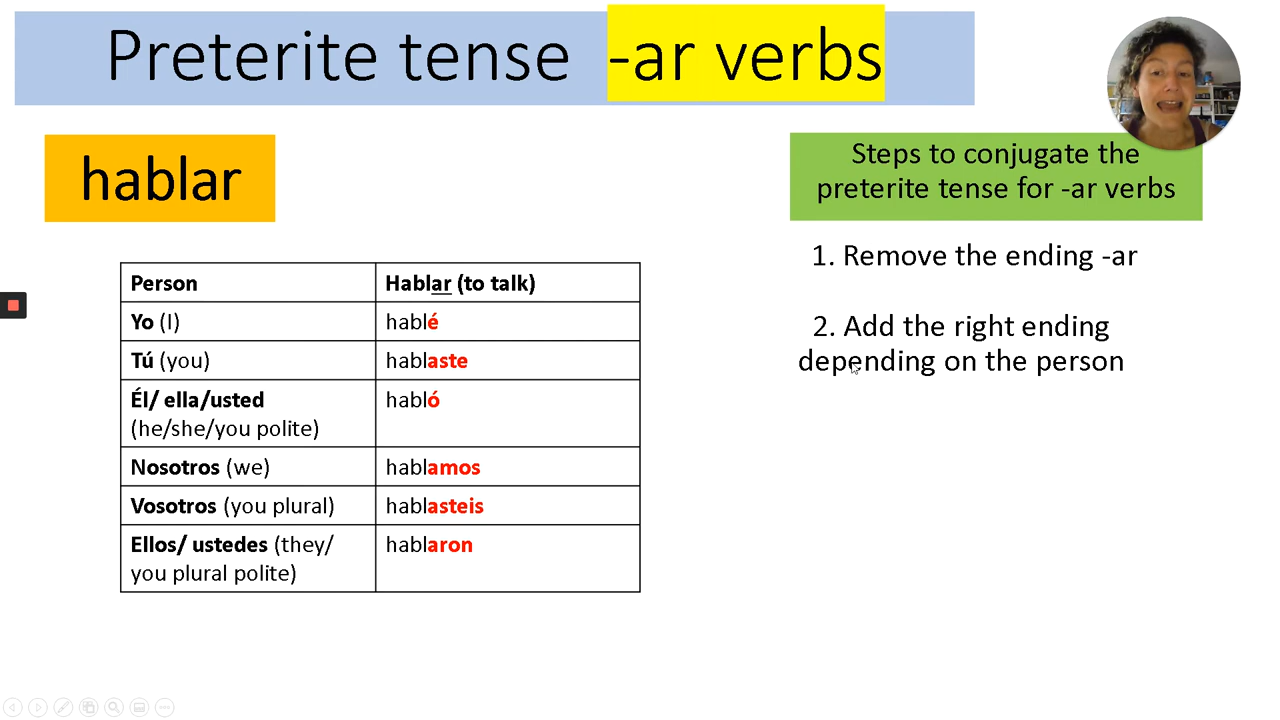 Preterite tense -ar verbs
hablar
Steps to conjugate the
preterite tense for -ar verbs
1. Remove the ending -ar
2. Add the right ending
depending on the person
Person Hablar (to talk)
Yo (I) hablé
Tú (you) hablaste
Él/ ella/usted habló
(he/she/you polite)
Nosotros (we) hablamos
Vosotros (you plural) hablasteis
Ellos/ ustedes (they/ hablaron
you plural polite)